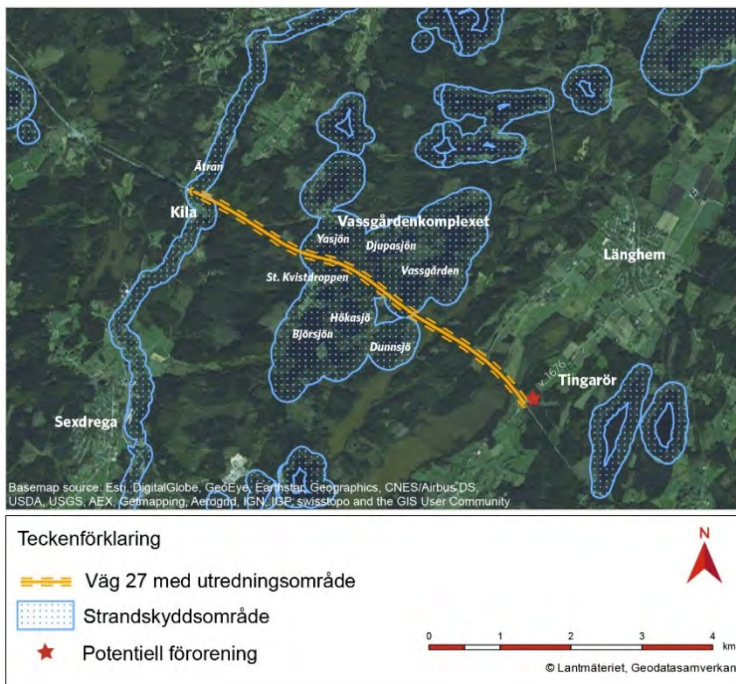 Ätran
Kila
Vassgårdenkomplexet
Yasjön
Djupasjön
Länghem
Vassgården
St. Kvistdroppen
Hökasjö
Björsjön
Dunnsjö
v. 1676
Tingarör
Sexdrega
Basemap source: Esri, DigitalGlobe, GeoEye, Earthstar Geographics, CNES/Airbus DS,
USDA, USGS, AEX, Getmapping, Aerogrid, IGN, IGP, swisstopo and the GIS User Community
Teckenförklaring
N
Väg 27 med utredningsområde
Strandskyddsområde
Potentiell förorening
0 1 2 3 4
km
© Lantmäteriet, Geodatasamverkan